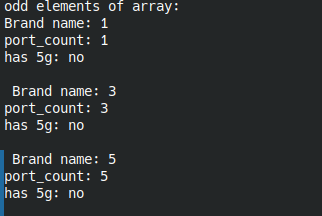 odd elements of array:
Brand name: 1
port_count: 1
has 5g: no
Brand name: 3
port_count: 3
has 5g: no
Brand name: 5
port_count: 5
has 5g: no